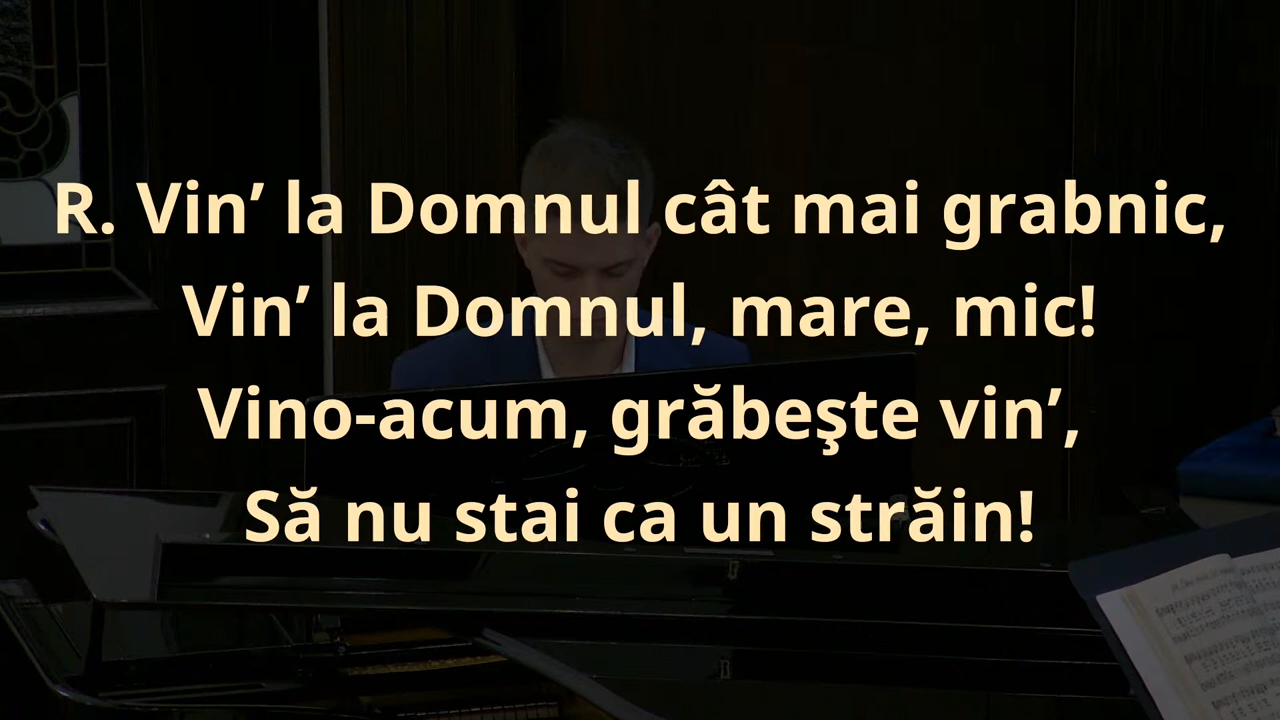 R. Vin’ la Domnul cât mai grabnic,
Vin’ la Domnul, mare, mic!
Vino-acum, grăbeşte vin’,
Să nu stai ca un străin!